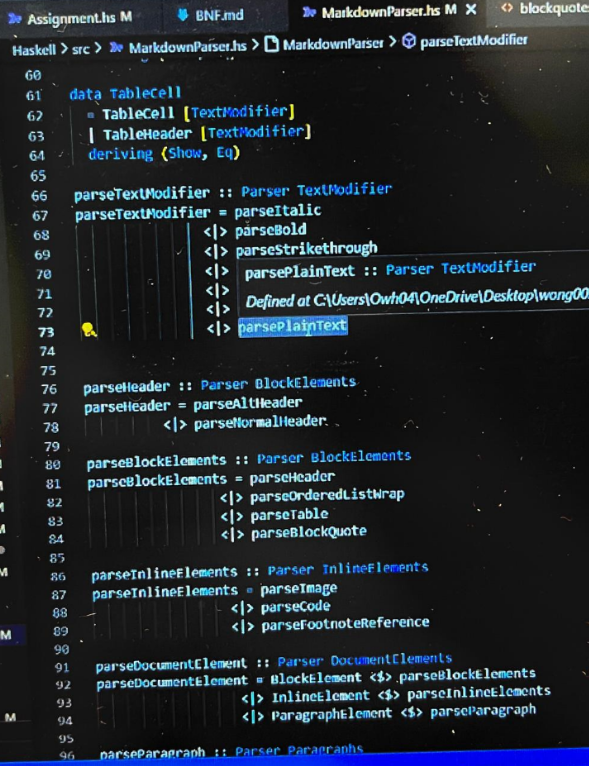 Assignment.hs M BNF.md MarkdownParser.hs M X <> blockquote
Haskell > src > MarkdownParser.hs > MarkdownParser > parseTextModifier
60
61 data TableCell
62 = TableCell [TextModifier]
63 | TableHeader [TextModifier]
64 deriving (Show, Eq)
65
66 parseTextModifier :: Parser TextModifier
67 parseTextModifier = parseItalic
68 <|> parseBold
69 <|> parseStrikethrough
70 <|> parsePlainText :: Parser TextModifier
71 <|>
72 <|> Defined at C:\Users\Owh04\OneDrive\Desktop\wong00
73 <|> parsePlainText
74
75
76 parseHeader :: Parser BlockElements
77 parseHeader = parseAltHeader
78 <|> parseNormalHeader
79
80 parseBlockElements :: Parser BlockElements
81 parseBlockElements = parseHeader
82 <|> parseOrderedListWrap
83 <|> parseTable
84 <|> parseBlockQuote
85
86 parseInlineElements :: Parser InlineElements
87 parseInlineElements = parseImage
88 <|> parseCode
89 <|> parseFootnoteReference
90
91 parseDocumentElement :: Parser DocumentElements
92 parseDocumentElement = BlockElement <$> parseBlockElements
93 <|> InlineElement <$> parseInlineElements
94 <|> ParagraphElement <$> parseParagraph
95
96 parseParagraph :: Parser Paragraphs
M
M